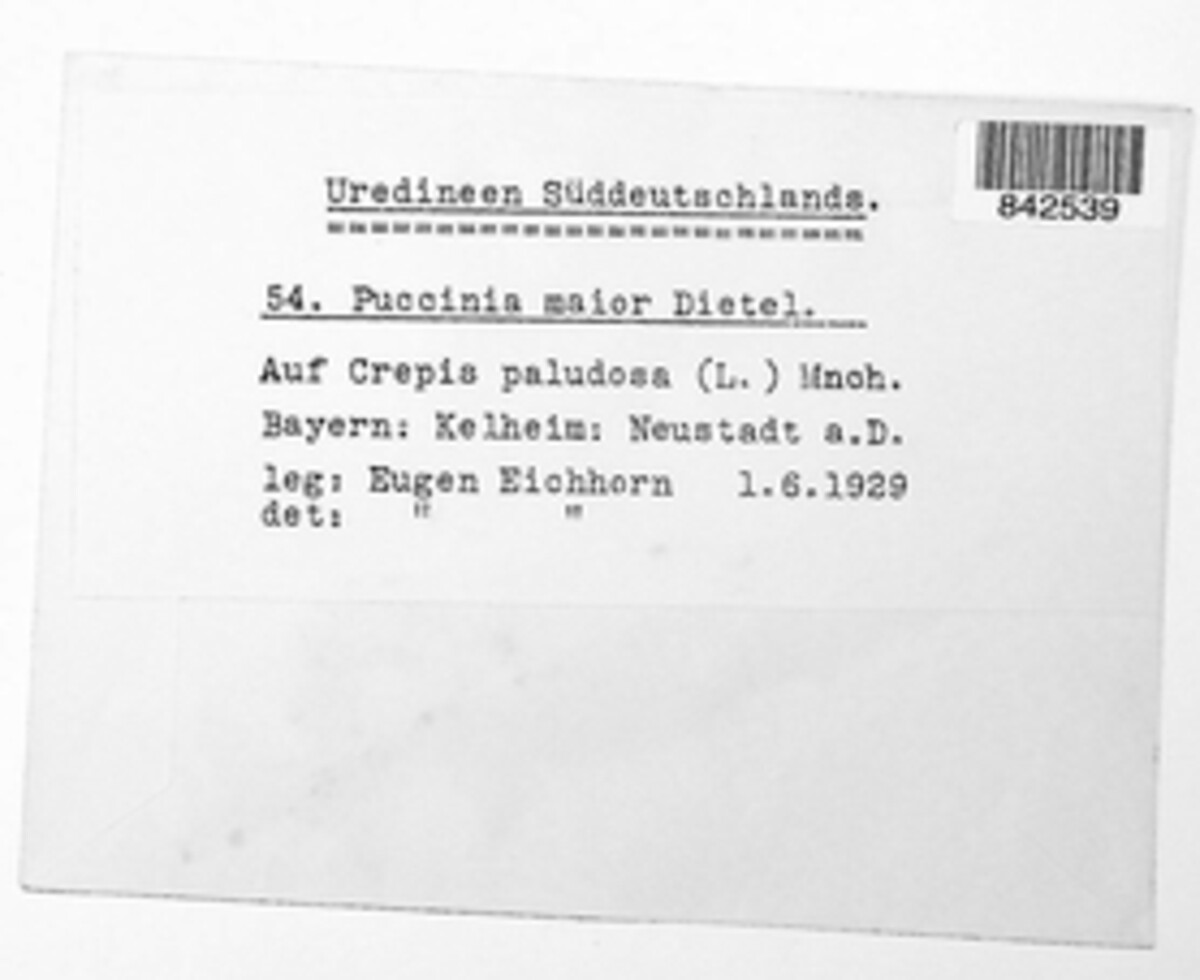 842539
Uredineen Süddeutschlands.
54. Puccinia maior Dietel.
Auf Crepis paludosa (L.) Mnch.
Bayern: Kelheim: Neustadt a.D.
leg: Eugen Eichhorn 1.6.1929
det: " "